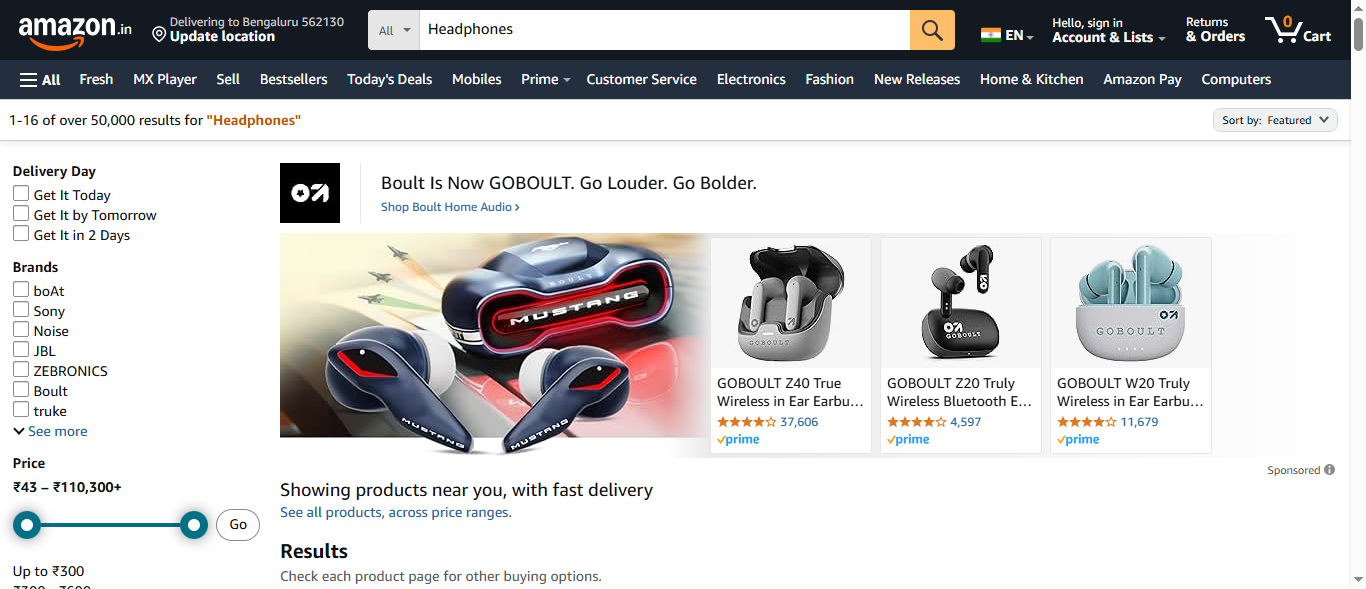 amazon.in
Delivering to Bengaluru 562130
Update location
All
Headphones
EN
Hello, sign in
Account & Lists
Returns
& Orders
0
Cart
All
Fresh
MX Player
Sell
Bestsellers
Today's Deals
Mobiles
Prime
Customer Service
Electronics
Fashion
New Releases
Home & Kitchen
Amazon Pay
Computers
1-16 of over 50,000 results for "Headphones"
Sort by: Featured
Delivery Day
Get It Today
Get It by Tomorrow
Get It in 2 Days
Brands
boAt
Sony
Noise
JBL
ZEBRONICS
Boult
truke
See more
Price
₹43 – ₹110,300+
Go
Up to ₹300
Boult Is Now GOBOULT. Go Louder. Go Bolder.
Shop Boult Home Audio ›
BOULT
MUSTANG
MUSTANG
MUSTANG
GOBOULT
GOBOULT Z40 True
Wireless in Ear Earbu…
37,606
prime
GOBOULT
GOBOULT Z20 Truly
Wireless Bluetooth E…
4,597
prime
GOBOULT
GOBOULT W20 Truly
Wireless in Ear Earbu…
11,679
prime
Sponsored
Showing products near you, with fast delivery
See all products, across price ranges.
Results
Check each product page for other buying options.